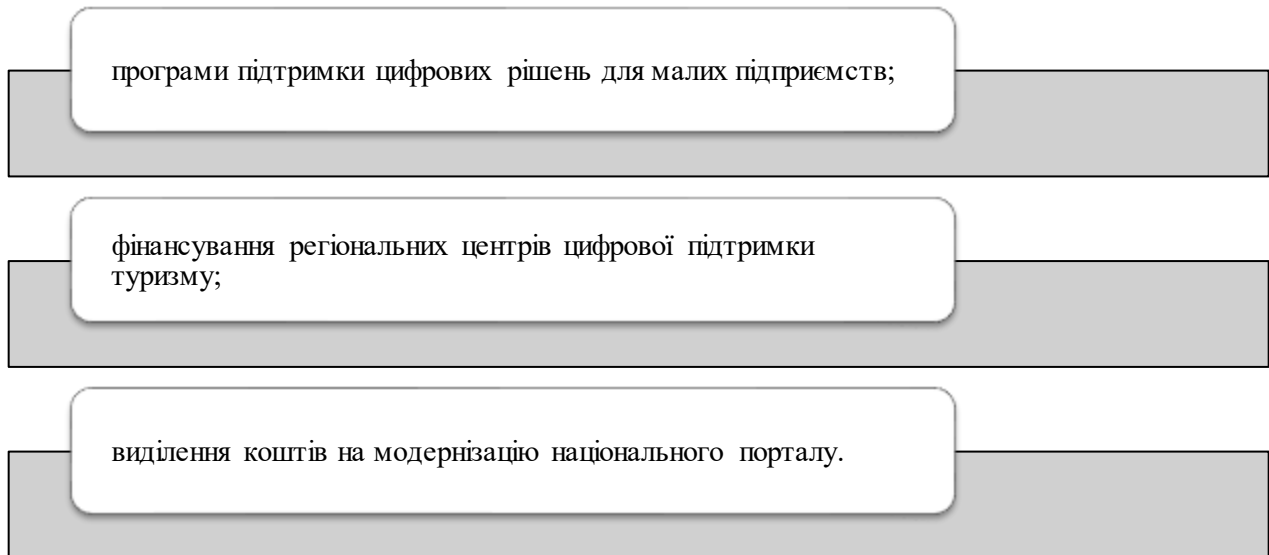 програми підтримки цифрових рішень для малих підприємств;
фінансування регіональних центрів цифрової підтримки
туризму;
виділення коштів на модернізацію національного порталу.